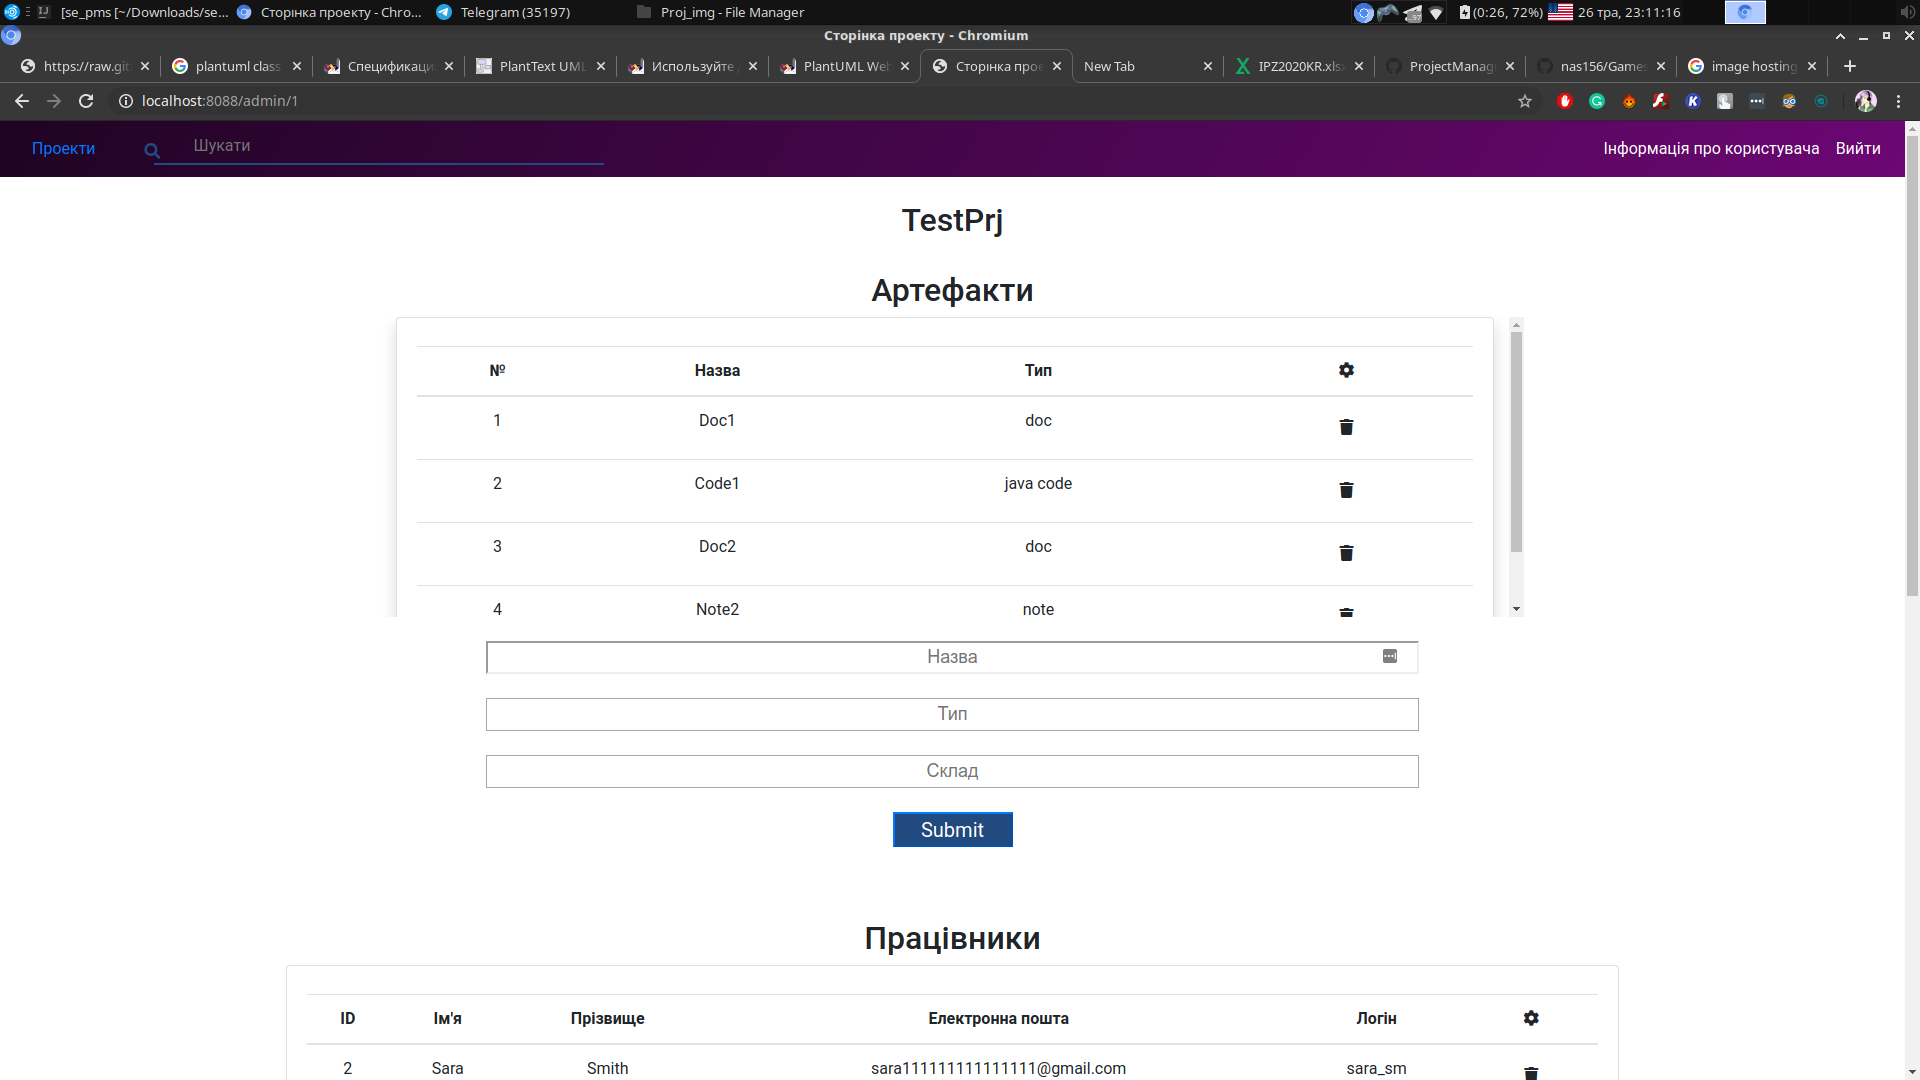 [se_pms [~/Downloads/se... Сторінка проекту - Chro... Telegram (35197) Proj_img - File Manager (0:26, 72%) 26 тра, 23:11:16
Сторінка проекту - Chromium
https://raw.git plantuml class Спецификаци PlantText UML Используйте PlantUML Web Сторінка прое New Tab IPZ2020KR.xls ProjectManag nas156/Games image hosting
localhost:8088/admin/1
Проекти Шукати Інформація про користувача Вийти
TestPrj
Артефакти
№ Назва Тип
1 Doc1 doc
2 Code1 java code
3 Doc2 doc
4 Note2 note
Назва
Тип
Склад
Submit
Працівники
ID Ім'я Прізвище Електронна пошта Логін
2 Sara Smith sara111111111111111@gmail.com sara_sm